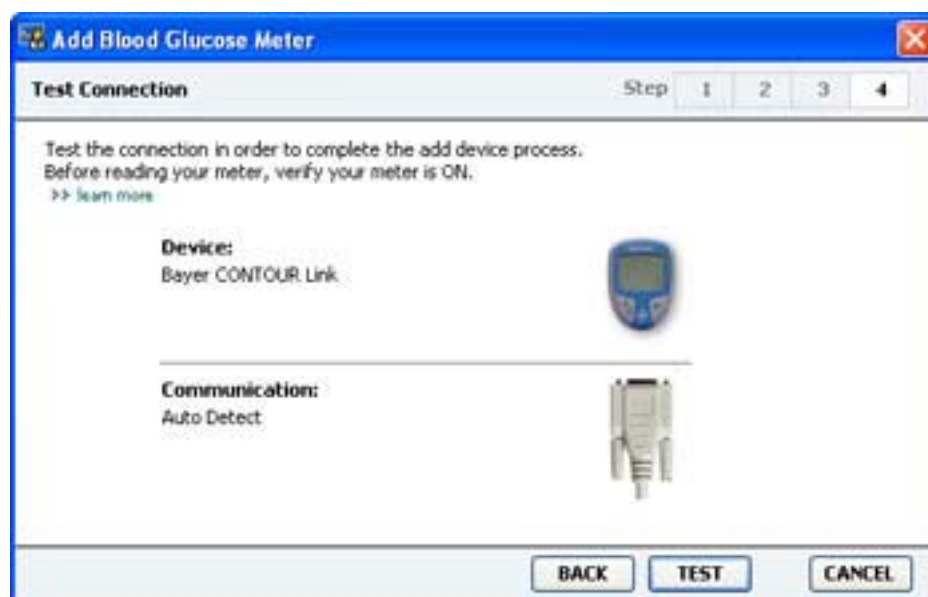 Add Blood Glucose Meter
Test Connection
Step 1 2 3 4
Test the connection in order to complete the add device process.
Before reading your meter, verify your meter is ON.
>> learn more
Device:
Bayer CONTOUR Link
Communication:
Auto Detect
BACK TEST CANCEL